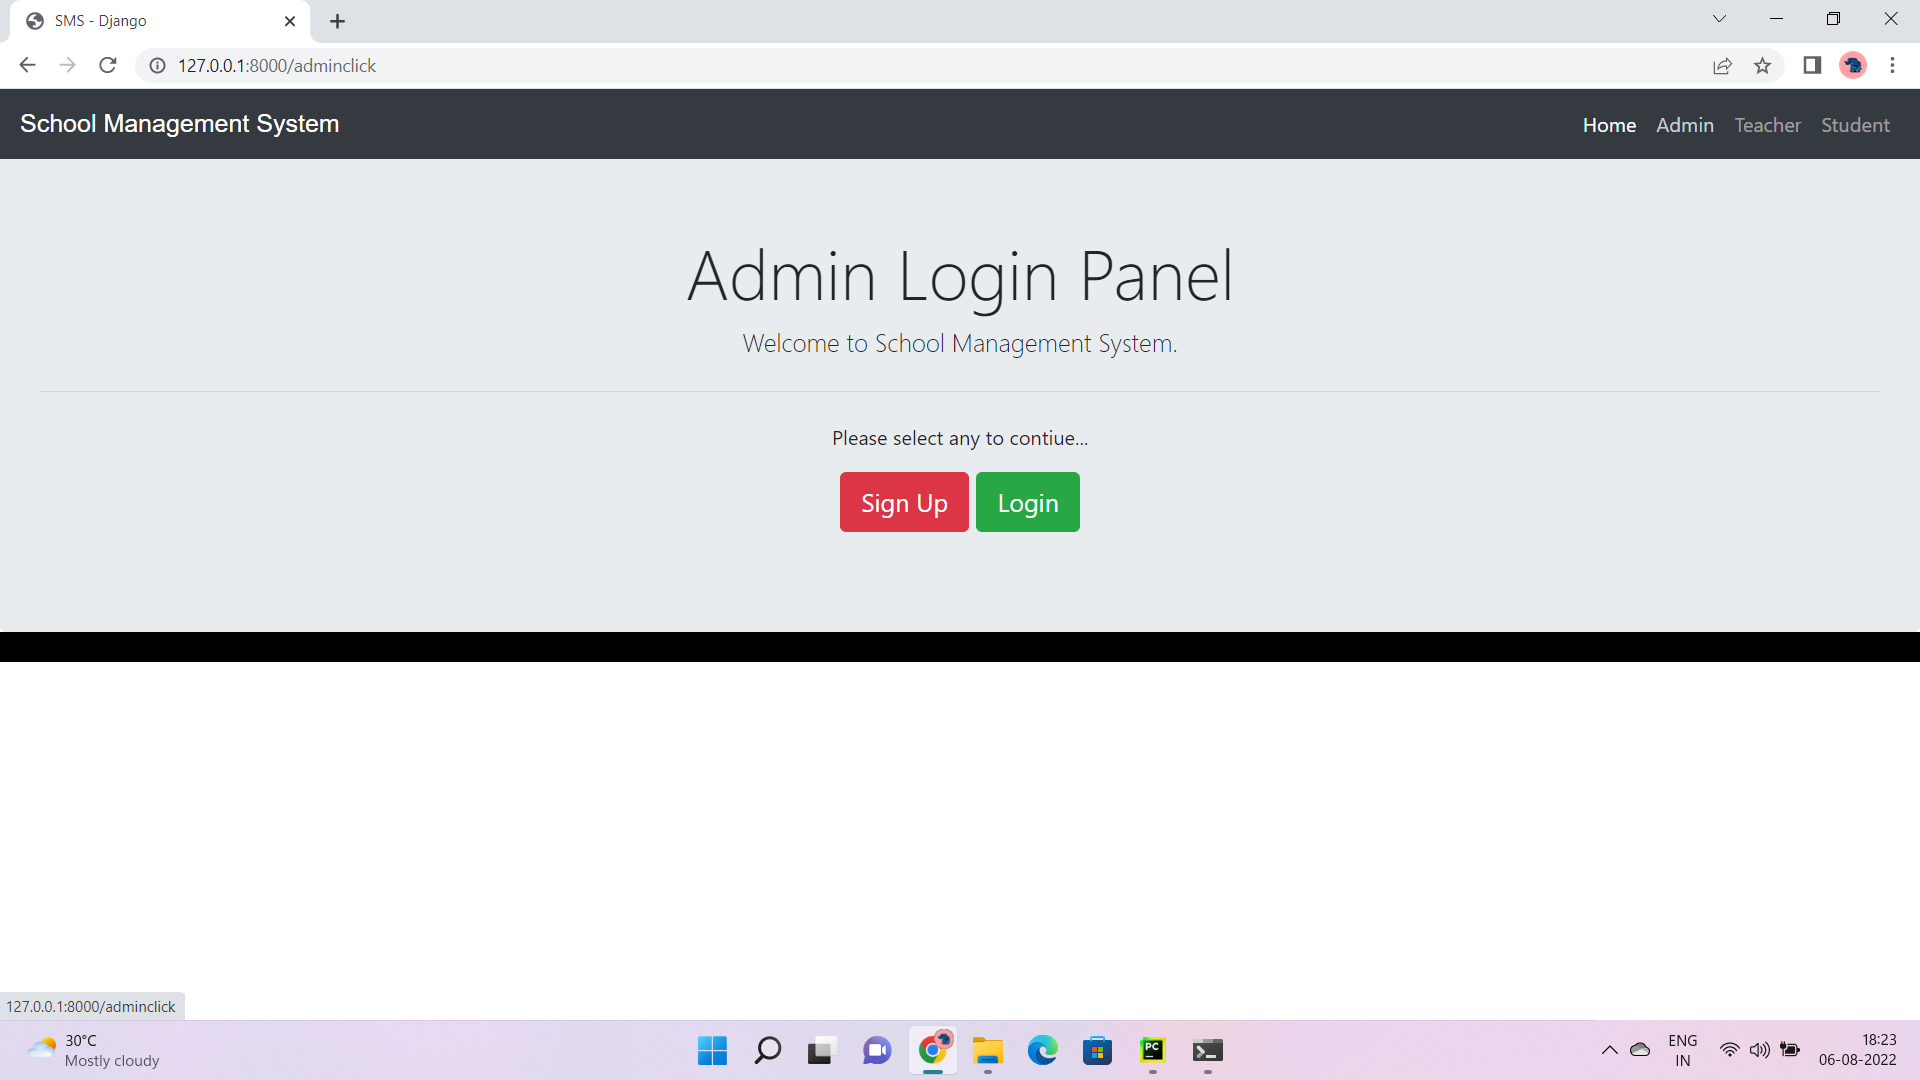 SMS - Django
127.0.0.1:8000/adminclick
School Management System
Home Admin Teacher Student
Admin Login Panel
Welcome to School Management System.
Please select any to contiue...
Sign Up Login
127.0.0.1:8000/adminclick
30°C
Mostly cloudy
PC
ENG
IN
18:23
06-08-2022